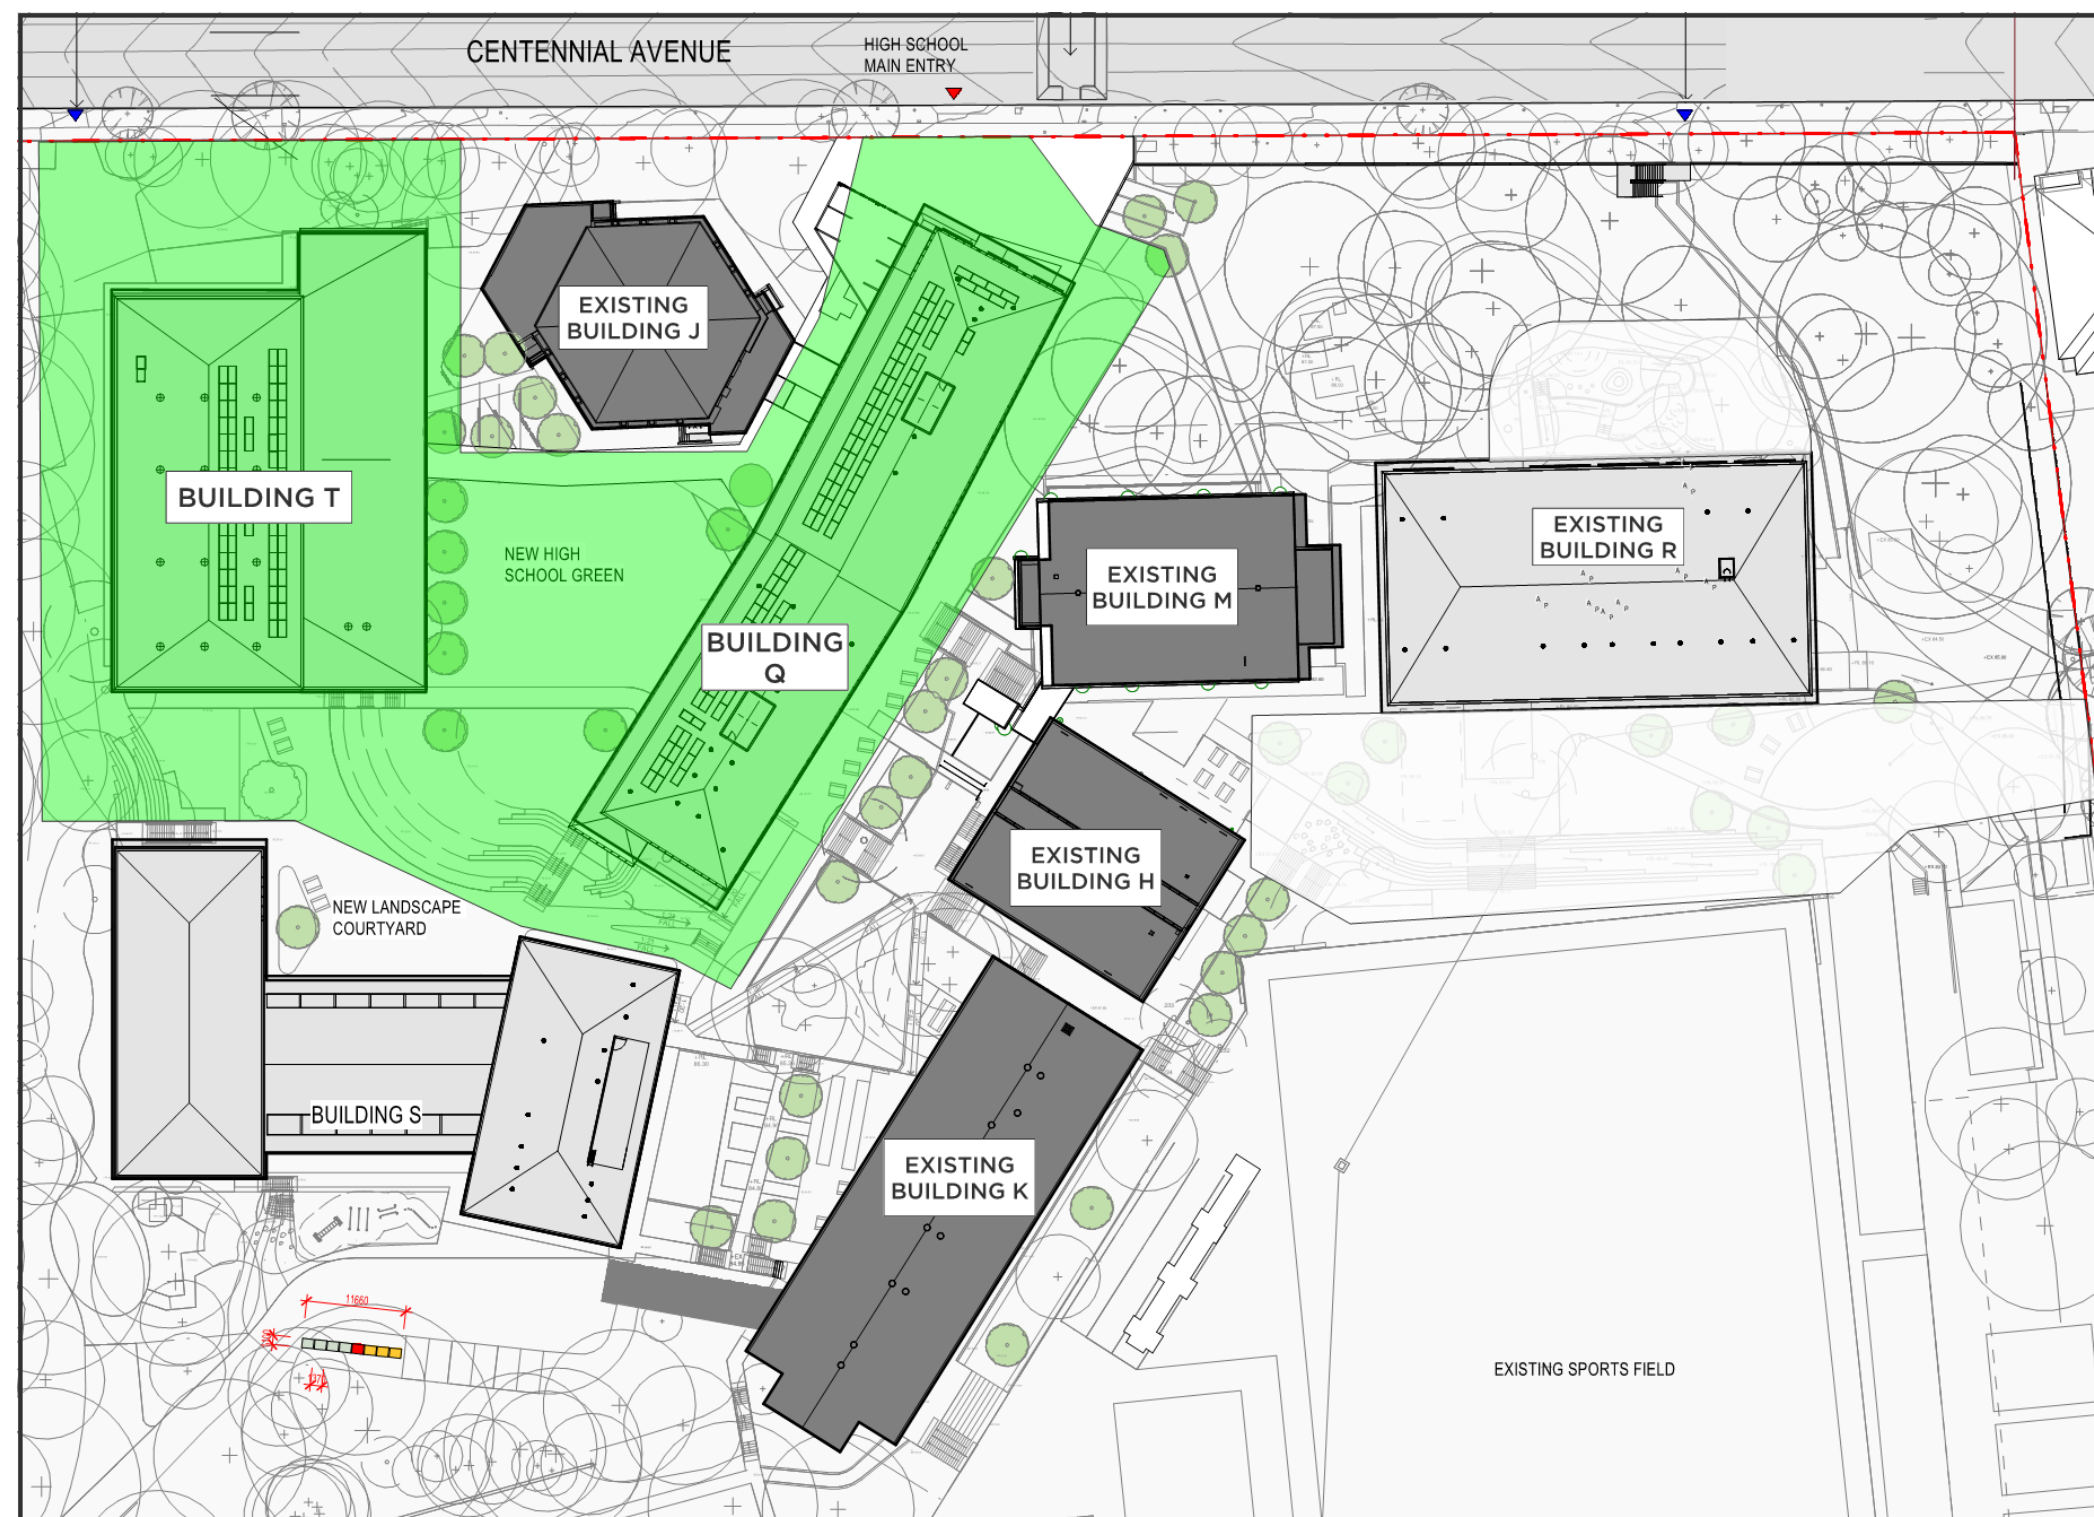 CENTENNIAL AVENUE
HIGH SCHOOL
MAIN ENTRY
EXISTING
BUILDING J
BUILDING T
NEW HIGH
SCHOOL GREEN
BUILDING
Q
EXISTING
BUILDING M
EXISTING
BUILDING R
EXISTING
BUILDING H
NEW LANDSCAPE
COURTYARD
BUILDING S
EXISTING
BUILDING K
11660
EXISTING SPORTS FIELD